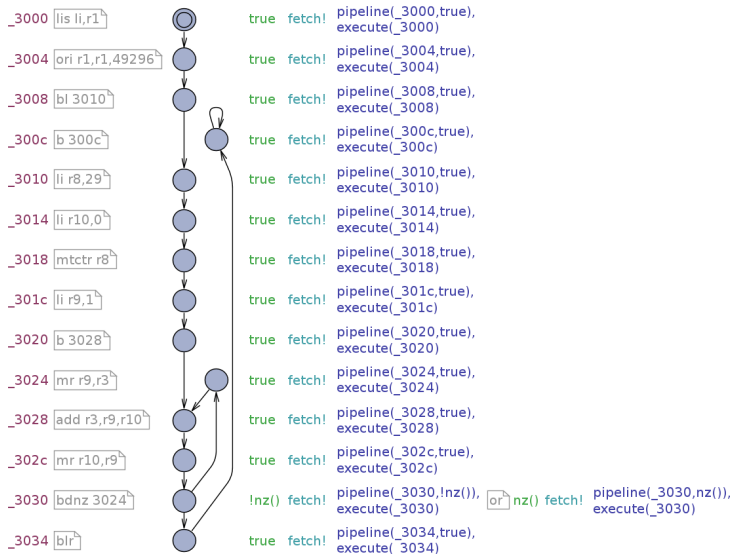 _3000 lis li,r1 true fetch! pipeline(_3000,true),
execute(_3000)
_3004 ori r1,r1,49296 true fetch! pipeline(_3004,true),
execute(_3004)
_3008 bl 3010 true fetch! pipeline(_3008,true),
execute(_3008)
_300c b 300c true fetch! pipeline(_300c,true),
execute(_300c)
_3010 li r8,29 true fetch! pipeline(_3010,true),
execute(_3010)
_3014 li r10,0 true fetch! pipeline(_3014,true),
execute(_3014)
_3018 mtctr r8 true fetch! pipeline(_3018,true),
execute(_3018)
_301c li r9,1 true fetch! pipeline(_301c,true),
execute(_301c)
_3020 b 3028 true fetch! pipeline(_3020,true),
execute(_3020)
_3024 mr r9,r3 true fetch! pipeline(_3024,true),
execute(_3024)
_3028 add r3,r9,r10 true fetch! pipeline(_3028,true),
execute(_3028)
_302c mr r10,r9 true fetch! pipeline(_302c,true),
execute(_302c)
_3030 bdnz 3024 !nz() fetch! pipeline(_3030,!nz()), or nz() fetch! pipeline(_3030,nz()),
execute(_3030) execute(_3030)
_3034 blr true fetch! pipeline(_3034,true),
execute(_3034)